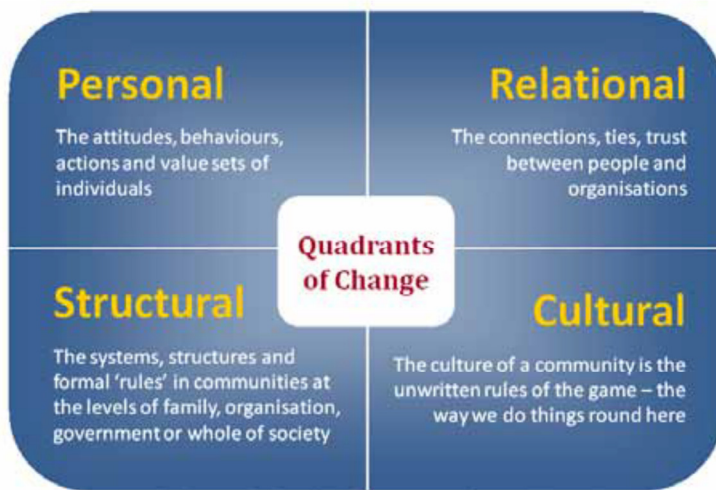 Personal
The attitudes, behaviours,
actions and value sets of
individuals
Relational
The connections, ties, trust
between people and
organisations
Quadrants
of Change
Structural
The systems, structures and
formal ‘rules’ in communities at
the levels of family, organisation,
government or whole of society
Cultural
The culture of a community is the
unwritten rules of the game – the
way we do things round here